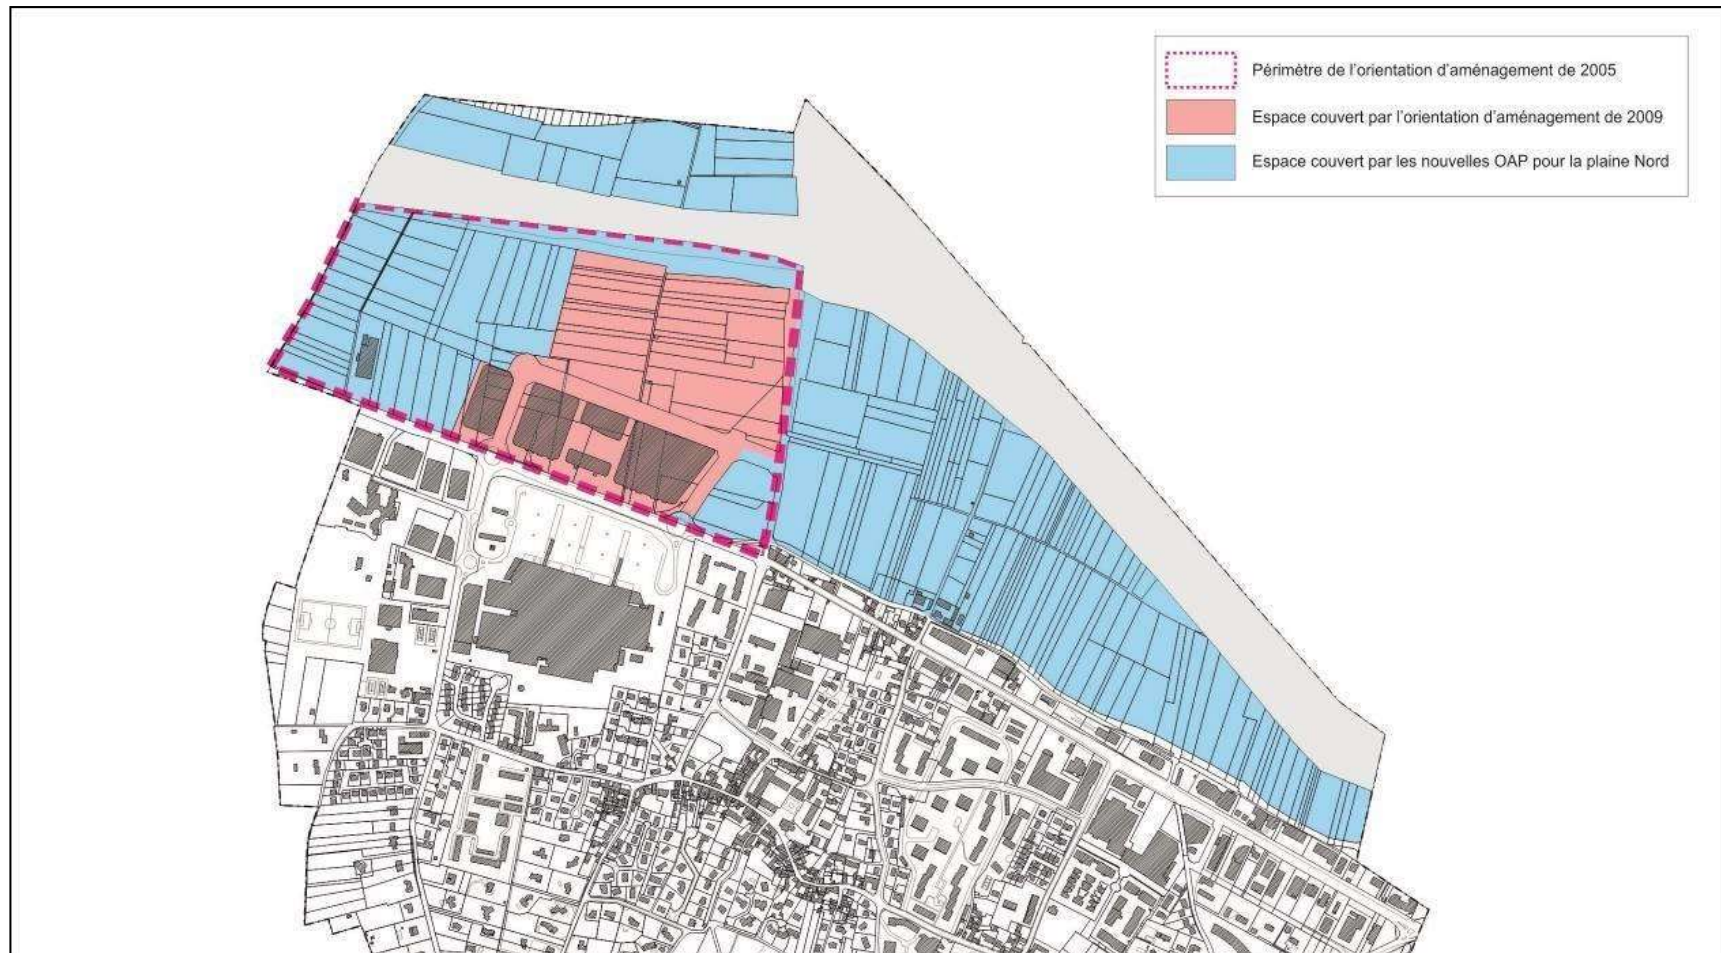 Périmètre de l'orientation d'aménagement de 2005
Espace couvert par l'orientation d'aménagement de 2009
Espace couvert par les nouvelles OAP pour la plaine Nord